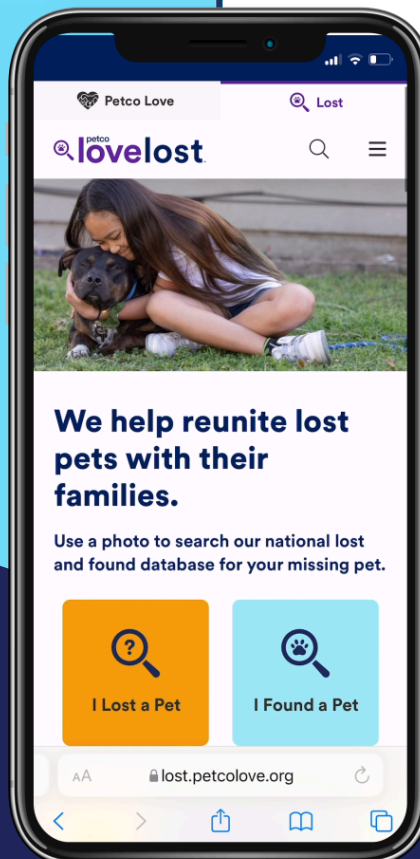 Petco Love
Lost
petco
lovelost
We help reunite lost
pets with their
families.
Use a photo to search our national lost
and found database for your missing pet.
?
I Lost a Pet
I Found a Pet
AA
lost.petcolove.org